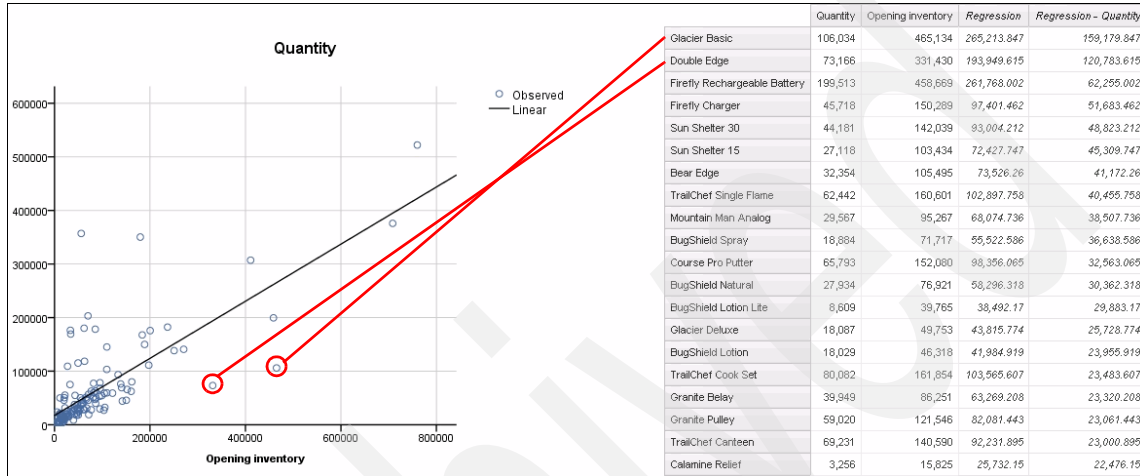 Quantity
600000
500000
400000
300000
200000
100000
0
0 200000 400000 600000 800000
Opening inventory
Observed
Linear
Quantity Opening inventory Regression Regression - Quantity
Glacier Basic 106,034 465,134 265,213.847 159,179.847
Double Edge 73,166 331,430 193,949.615 120,783.615
Firefly Rechargeable Battery 199,513 458,669 261,768.002 62,255.002
Firefly Charger 45,718 150,289 97,401.462 51,683.462
Sun Shelter 30 44,181 142,039 93,004.212 48,823.212
Sun Shelter 15 27,118 103,434 72,427.747 45,309.747
Bear Edge 32,354 105,495 73,526.26 41,172.26
TrailChef Single Flame 62,442 160,601 102,897.758 40,455.758
Mountain Man Analog 29,567 95,267 68,074.736 38,507.736
BugShield Spray 18,884 71,717 55,522.586 36,638.586
Course Pro Putter 65,793 152,080 98,356.065 32,563.065
BugShield Natural 27,934 76,921 58,296.318 30,362.318
BugShield Lotion Lite 8,609 39,765 38,492.17 29,883.17
Glacier Deluxe 18,087 49,753 43,815.774 25,728.774
BugShield Lotion 18,029 46,318 41,984.919 23,955.919
TrailChef Cook Set 80,082 161,854 103,565.607 23,483.607
Granite Belay 39,949 86,251 63,269.208 23,320.208
Granite Pulley 59,020 121,546 82,081.443 23,061.443
TrailChef Canteen 69,231 140,590 92,231.895 23,000.895
Calamine Relief 3,256 15,825 25,732.15 22,476.15